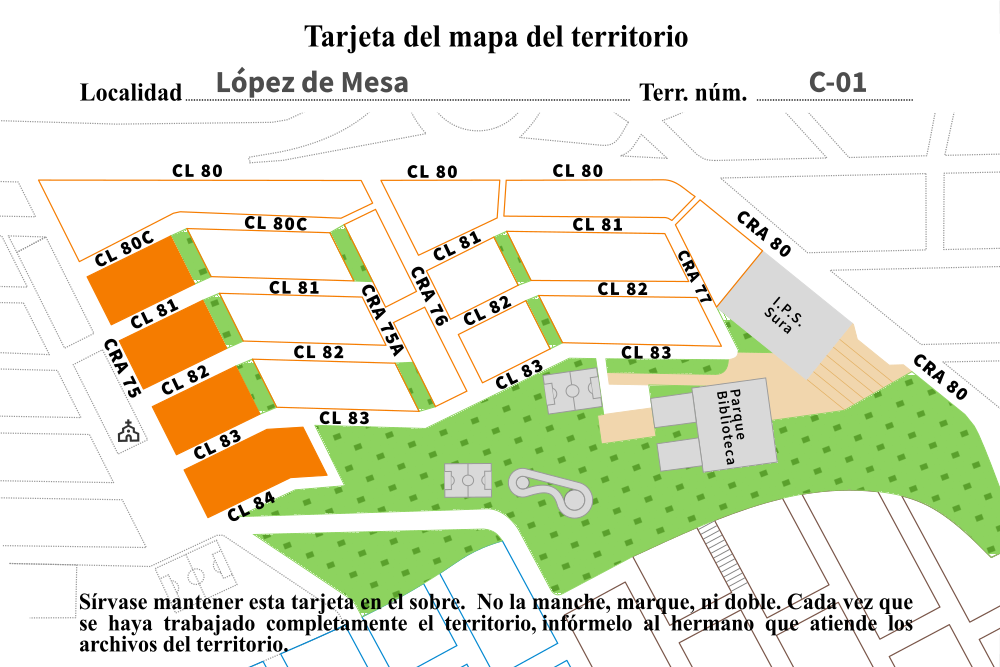 Tarjeta del mapa del territorio
Localidad López de Mesa Terr. núm. C-01
CL 80 CL 80 CL 80
CL 80C CL 80C CL 81 CL 81 CRA 80
CRA 75A CRA 76 CRA 77
CL 81 CL 81 CL 82 CL 82
I.P.S.
Sura
CRA 75 CL 82 CL 82 CL 83 CL 83 CRA 80
CL 83 CL 83
Parque
Biblioteca
CL 84
Sírvase mantener esta tarjeta en el sobre. No la manche, marque, ni doble. Cada vez que
se haya trabajado completamente el territorio, infórmelo al hermano que atiende los
archivos del territorio.